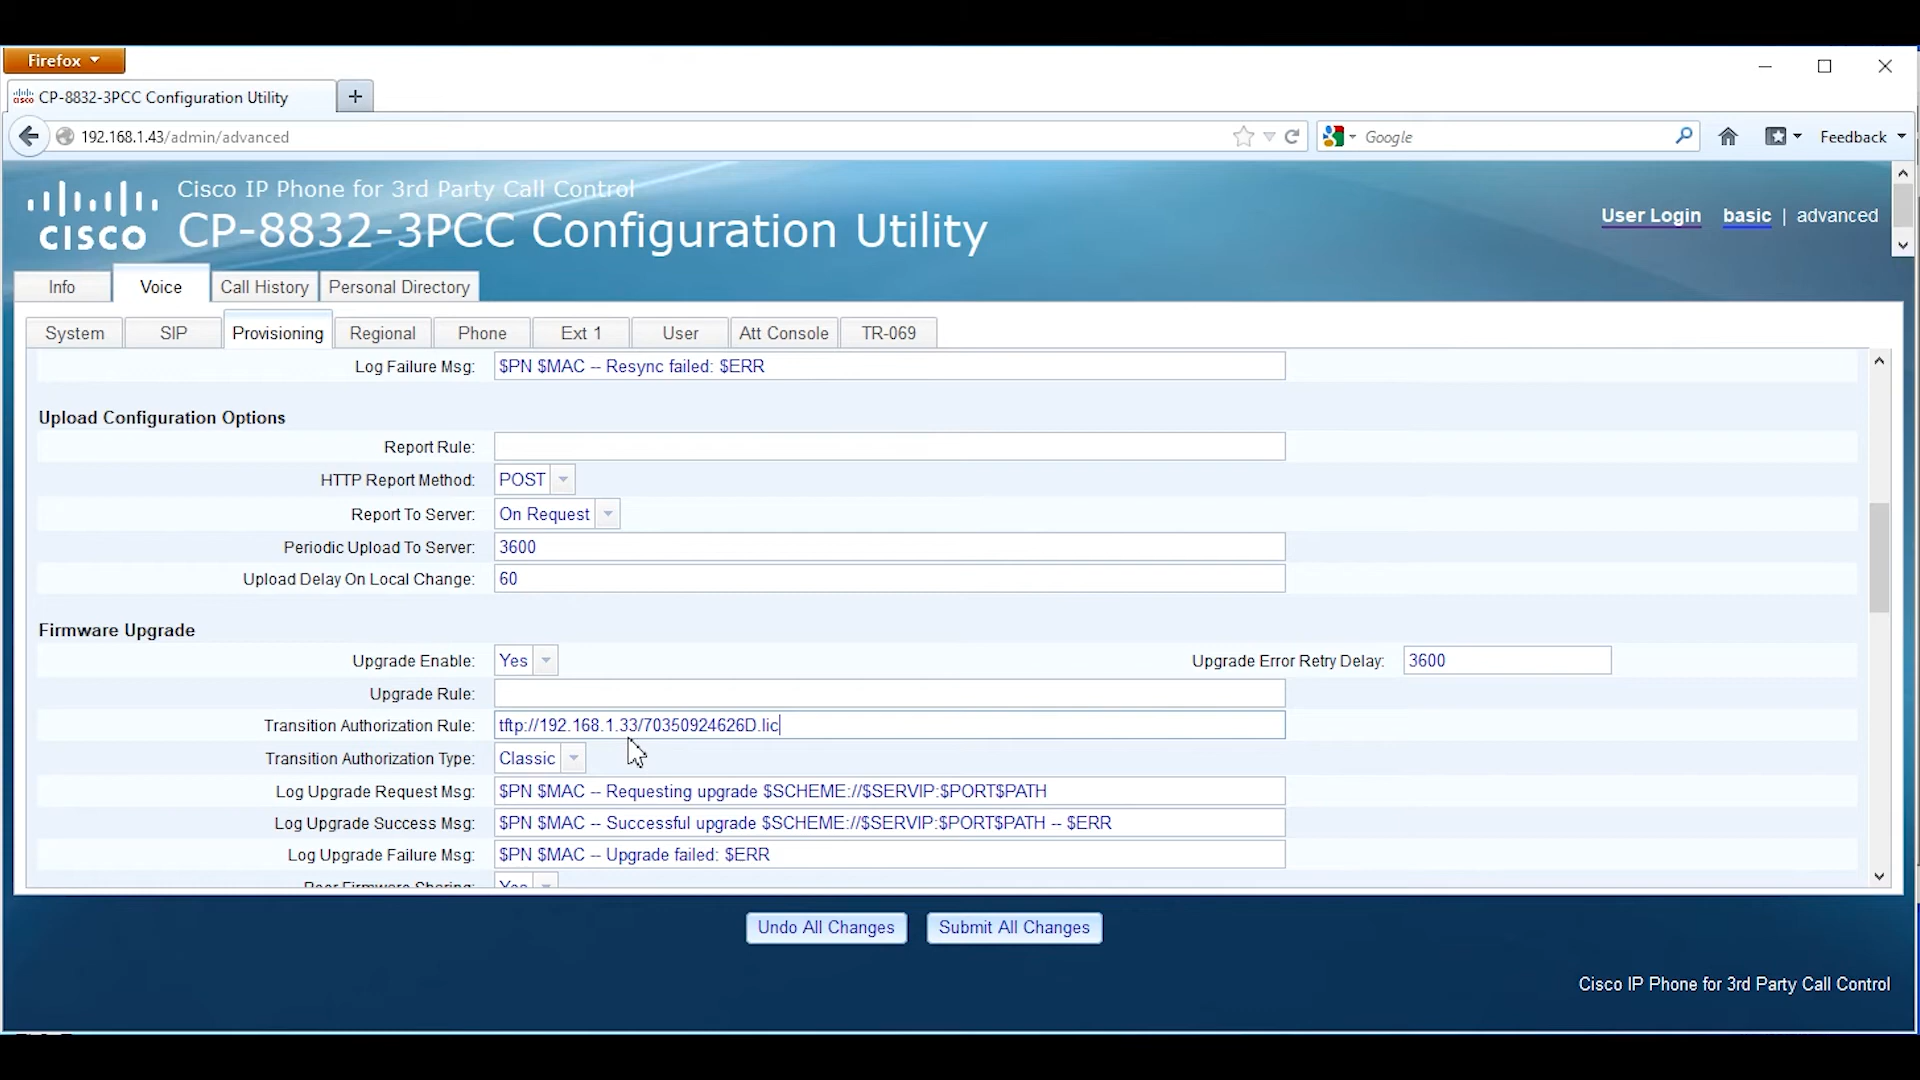 Firefox
CP-8832-3PCC Configuration Utility
192.168.1.43/admin/advanced
Google
Feedback
Cisco IP Phone for 3rd Party Call Control
CISCO
CP-8832-3PCC Configuration Utility
User Login
basic | advanced
Info
Voice
Call History
Personal Directory
System
SIP
Provisioning
Regional
Phone
Ext 1
User
Att Console
TR-069
Log Failure Msg: $PN $MAC -- Resync failed: $ERR
Upload Configuration Options
Report Rule:
HTTP Report Method: POST
Report To Server: On Request
Periodic Upload To Server: 3600
Upload Delay On Local Change: 60
Firmware Upgrade
Upgrade Enable: Yes
Upgrade Error Retry Delay: 3600
Upgrade Rule:
Transition Authorization Rule: tftp://192.168.1.33/70350924626D.lic
Transition Authorization Type: Classic
Log Upgrade Request Msg: $PN $MAC -- Requesting upgrade $SCHEME://$SERVIP:$PORT$PATH
Log Upgrade Success Msg: $PN $MAC -- Successful upgrade $SCHEME://$SERVIP:$PORT$PATH -- $ERR
Log Upgrade Failure Msg: $PN $MAC -- Upgrade failed: $ERR
Peer Firmware Sharing: Yes
Undo All Changes
Submit All Changes
Cisco IP Phone for 3rd Party Call Control